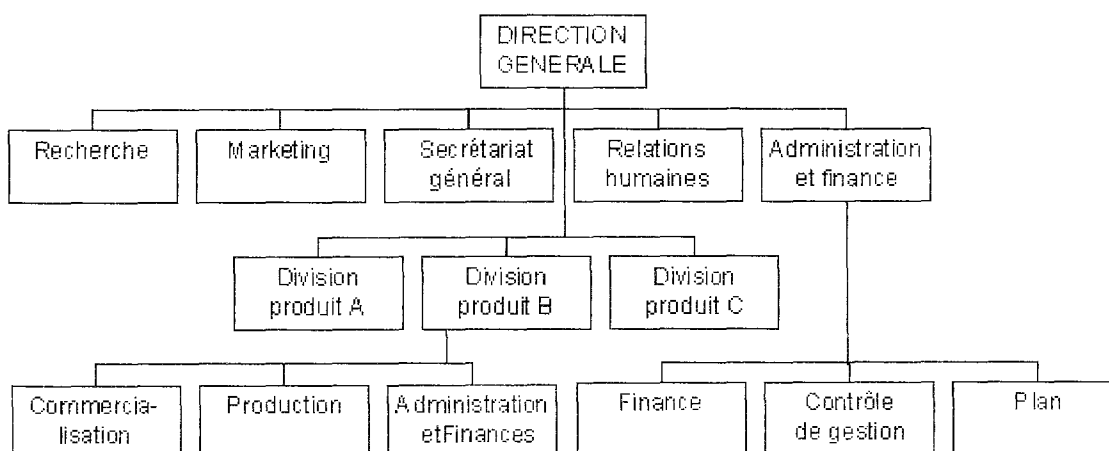 DIRECTION
GENERALE
Recherche
Marketing
Secrétariat
général
Relations
humaines
Administration
et finance
Division
produit A
Division
produit B
Division
produit C
Commercia-
lisation
Production
Administration
etFinances
Finance
Contrôle
de gestion
Plan